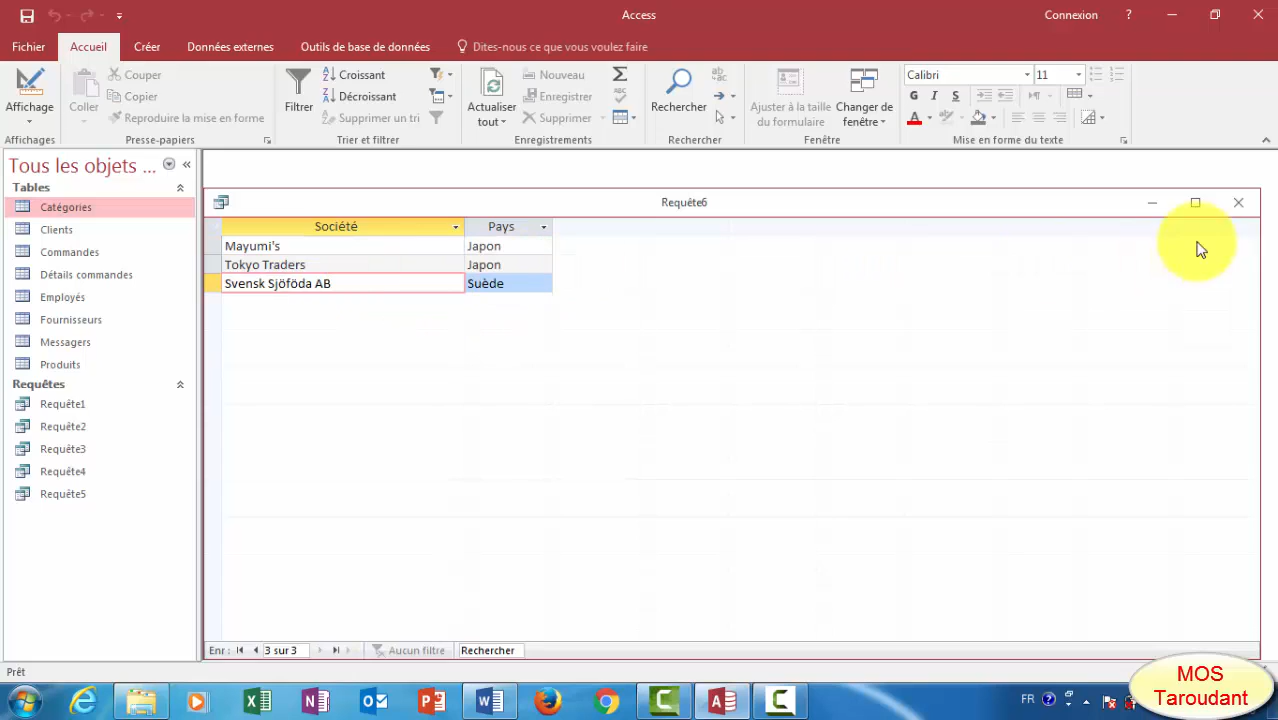 Access
Connexion
?
Fichier
Accueil
Créer
Données externes
Outils de base de données
Dites-nous ce que vous voulez faire
Affichage
Coller
Couper
Copier
Reproduire la mise en forme
Filtrer
Croissant
Décroissant
Supprimer un tri
Actualiser
tout
Nouveau
Enregistrer
Supprimer
Rechercher
Ajuster à la taille
du formulaire
Changer de
fenêtre
Calibri
11
G I S
A
Affichages
Presse-papiers
Trier et filtrer
Enregistrements
Rechercher
Fenêtre
Mise en forme du texte
Tous les objets ...
Tables
Catégories
Clients
Commandes
Détails commandes
Employés
Fournisseurs
Messagers
Produits
Requêtes
Requête1
Requête2
Requête3
Requête4
Requête5
Requête6
Société Pays
Mayumi's Japon
Tokyo Traders Japon
Svensk Sjöföda AB Suède
Enr : 3 sur 3 Aucun filtre Rechercher
Prêt
FR
MOS
Taroudant